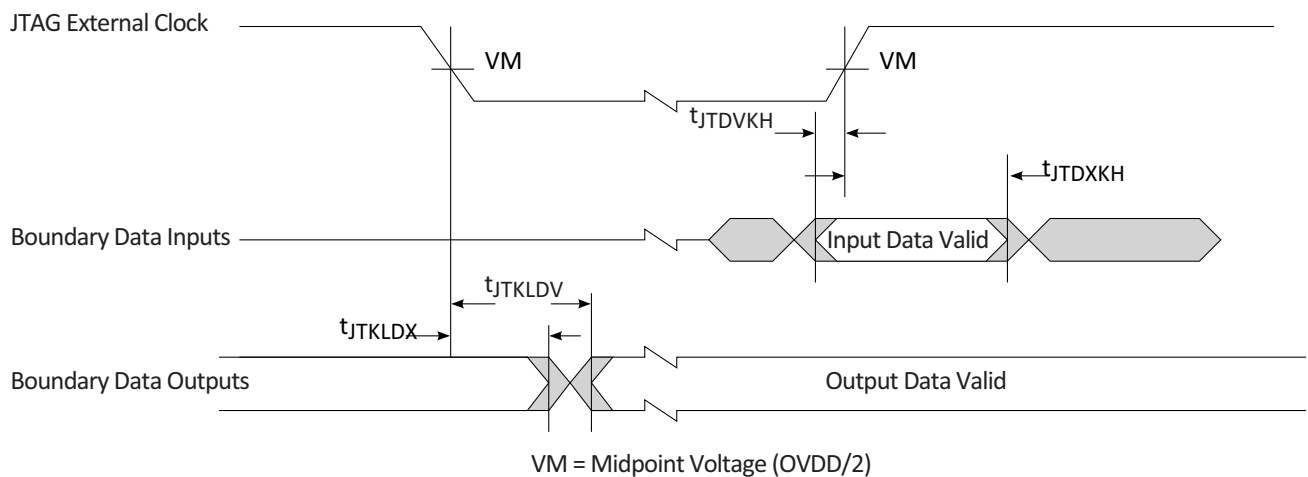 JTAG External Clock
VM
VM
tJTDVKH
tJTDXKH
Boundary Data Inputs
Input Data Valid
tJTKLDV
tJTKLDX
Boundary Data Outputs
Output Data Valid
VM = Midpoint Voltage (OVDD/2)